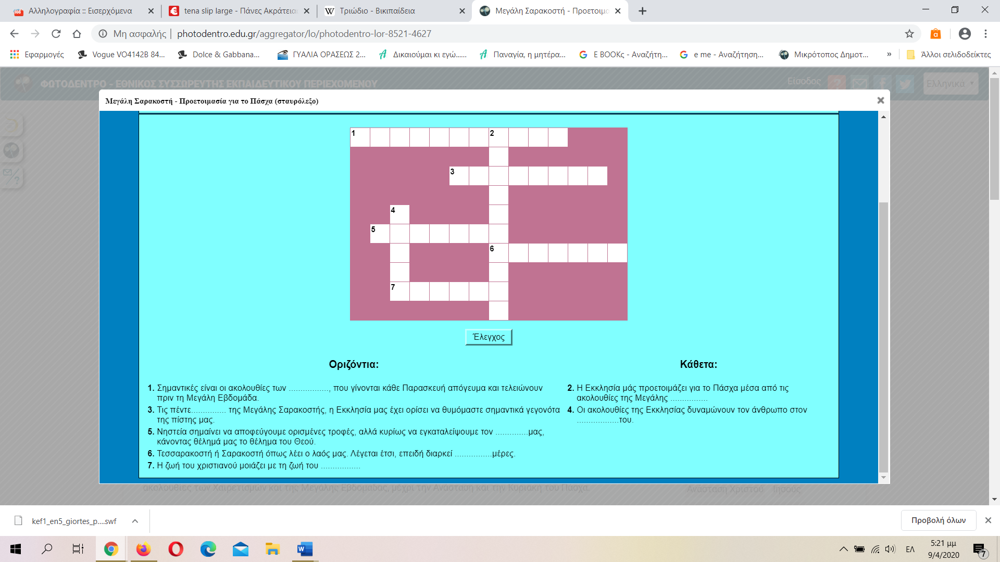 Αλληλογραφία :: Εισερχόμενα
tena slip large - Πάνες Ακράτεια
Τριώδιο - Βικιπαίδεια
Μεγάλη Σαρακοστή - Προετοιμα
Μη ασφαλής | photodentro.edu.gr/aggregator/lo/photodentro-lor-8521-4627
Εφαρμογές
Vogue VO4142B 84...
Dolce & Gabbana...
ΓΥΑΛΙΑ ΟΡΑΣΕΩΣ 2...
Δικαιούμαι κι εγώ......
Παναγία, η μητέρα...
E BOOKς - Αναζήτη...
e me - Αναζήτηση...
Μικρότοπος Δημοτ...
»
Άλλοι σελιδοδείκτες
ΦΩΤΟΔΕΝΤΡΟ - ΕΘΝΙΚΟΣ ΣΥΣΣΩΡΕΥΤΗΣ ΕΚΠΑΙΔΕΥΤΙΚΟΥ ΠΕΡΙΕΧΟΜΕΝΟΥ
Είσοδος
Ελληνικά
Μεγάλη Σαρακοστή - Προετοιμασία για το Πάσχα (σταυρόλεξο)
1 2
3
4
5
6
7
Έλεγχος
Οριζόντια:
1. Σημαντικές είναι οι ακολουθίες των ................., που γίνονται κάθε Παρασκευή απόγευμα και τελειώνουν
πριν τη Μεγάλη Εβδομάδα.
3. Τις πέντε............... της Μεγάλης Σαρακοστής, η Εκκλησία μας έχει ορίσει να θυμόμαστε σημαντικά γεγονότα
της πίστης μας.
5. Νηστεία σημαίνει να αποφεύγουμε ορισμένες τροφές, αλλά κυρίως να εγκαταλείψουμε τον ..............μας,
κάνοντας θέλημά μας το θέλημα του Θεού.
6. Τεσσαρακοστή ή Σαρακοστή όπως λέει ο λαός μας. Λέγεται έτσι, επειδή διαρκεί ................μέρες.
7. Η ζωή του χριστιανού μοιάζει με τη ζωή του .................
Κάθετα:
2. Η Εκκλησία μάς προετοιμάζει για το Πάσχα μέσα από τις
ακολουθίες της Μεγάλης ................
4. Οι ακολουθίες της Εκκλησίας δυναμώνουν τον άνθρωπο στον
..................του.
ακολουθίες των Χαιρετισμών και της Μεγάλης Εβδομάδας, μέχρι την Ανάσταση και την Κυριακή του Πάσχα.
Ανάσταση Χριστού
Ιησούς
kef1_en5_giortes_p....swf
Προβολή όλων
ΕΛ
5:21 μμ
9/4/2020
7